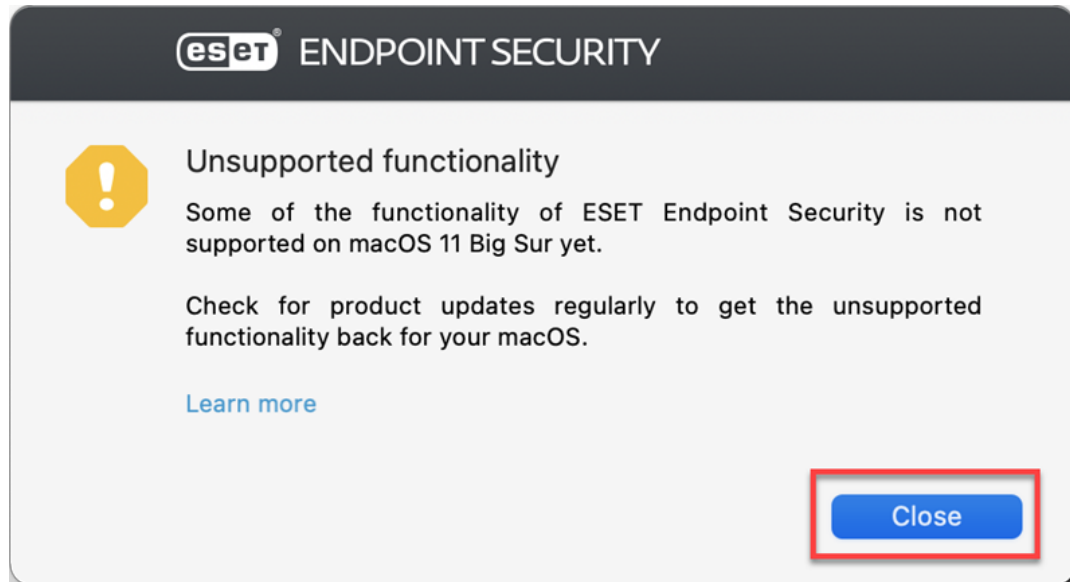 eset® ENDPOINT SECURITY
Unsupported functionality
Some of the functionality of ESET Endpoint Security is not
supported on macOS 11 Big Sur yet.
Check for product updates regularly to get the unsupported
functionality back for your macOS.
Learn more
Close